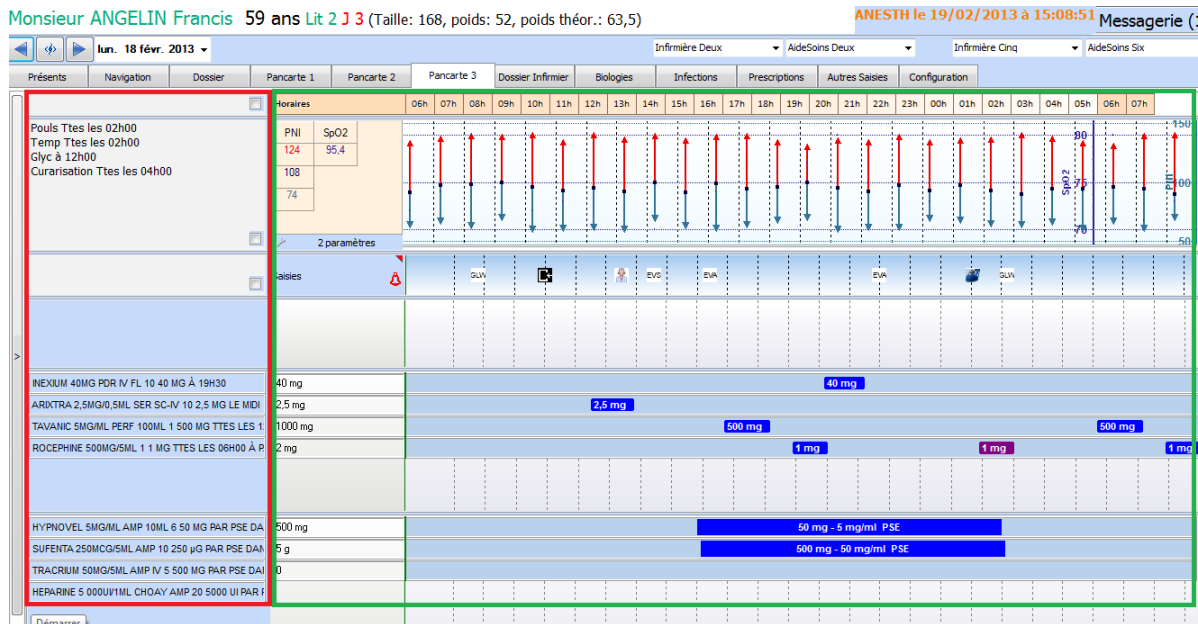 Monsieur ANGELIN Francis 59 ans Lit 2 J 3 (Taille: 168, poids: 52, poids théor.: 63,5)
ANESTH le 19/02/2013 à 15:08:51
Messagerie (
lun. 18 févr. 2013
Infirmière Deux AideSoins Deux Infirmière Cinq AideSoins Six
Présents Navigation Dossier Pancarte 1 Pancarte 2 Pancarte 3 Dossier Infirmier Biologies Infections Prescriptions Autres Saisies Configuration
Horaires 06h 07h 08h 09h 10h 11h 12h 13h 14h 15h 16h 17h 18h 19h 20h 21h 22h 23h 00h 01h 02h 03h 04h 05h 06h 07h
Pouls Ttes les 02h00
Temp Ttes les 02h00
Glyc à 12h00
Curarisation Ttes les 04h00
PNI SpO2
124 95,4
108
74
2 paramètres
150
80
SpO2 75 PNI 100
70
50
Saisies GLW EVS EVA EVA GLW
>
INEXIUM 40MG PDR IV FL 10 40 MG À 19H30 40 mg 40 mg
ARIXTRA 2,5MG/0,5ML SER SC-IV 10 2,5 MG LE MIDI 2,5 mg 2,5 mg
TAVANIC 5MG/ML PERF 100ML 1 500 MG TTES LES 1 1000 mg 500 mg 500 mg
ROCEPHINE 500MG/5ML 1 1 MG TTES LES 06H00 À P 2 mg 1 mg 1 mg 1 mg
HYPNOVEL 5MG/ML AMP 10ML 6 50 MG PAR PSE DA 500 mg 50 mg - 5 mg/ml PSE
SUFENTA 250MCG/5ML AMP 10 250 µG PAR PSE DAN 5 g 500 mg - 50 mg/ml PSE
TRACRIUM 50MG/5ML AMP IV 5 500 MG PAR PSE DA 0
HEPARINE 5 000UI/1ML CHOAY AMP 20 5000 UI PAR
Démarrer